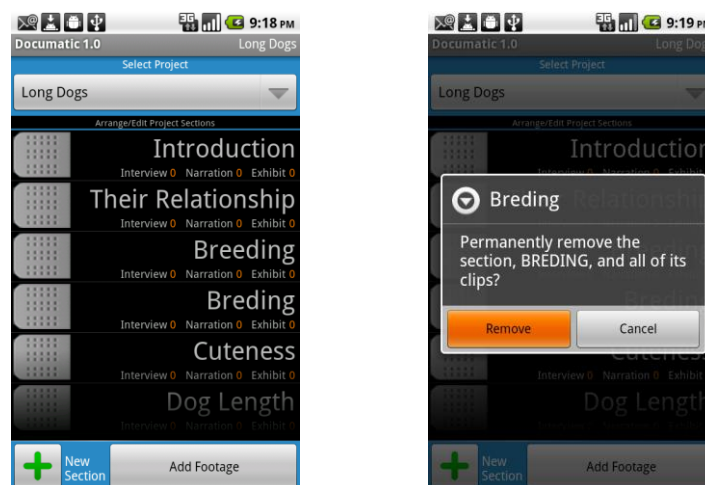 9:18 PM
Documatic 1.0 Long Dogs
Select Project
Long Dogs
Arrange/Edit Project Sections
Introduction
Interview 0 Narration 0 Exhibit 0
Their Relationship
Interview 0 Narration 0 Exhibit 0
Breeding
Interview 0 Narration 0 Exhibit 0
Breding
Interview 0 Narration 0 Exhibit 0
Cuteness
Interview 0 Narration 0 Exhibit 0
Dog Length
Interview 0 Narration 0 Exhibit 0
New
Section
Add Footage
3G 9:19 P
Documatic 1.0 Long Dog
Select Project
Long Dogs
Arrange/Edit Project Sections
Introduction
Breding
Permanently remove the
section, BREDING, and all of its
clips?
Remove Cancel
Interview 0 Narration 0 Exhibit
Dog Length
New
Section
Add Footage